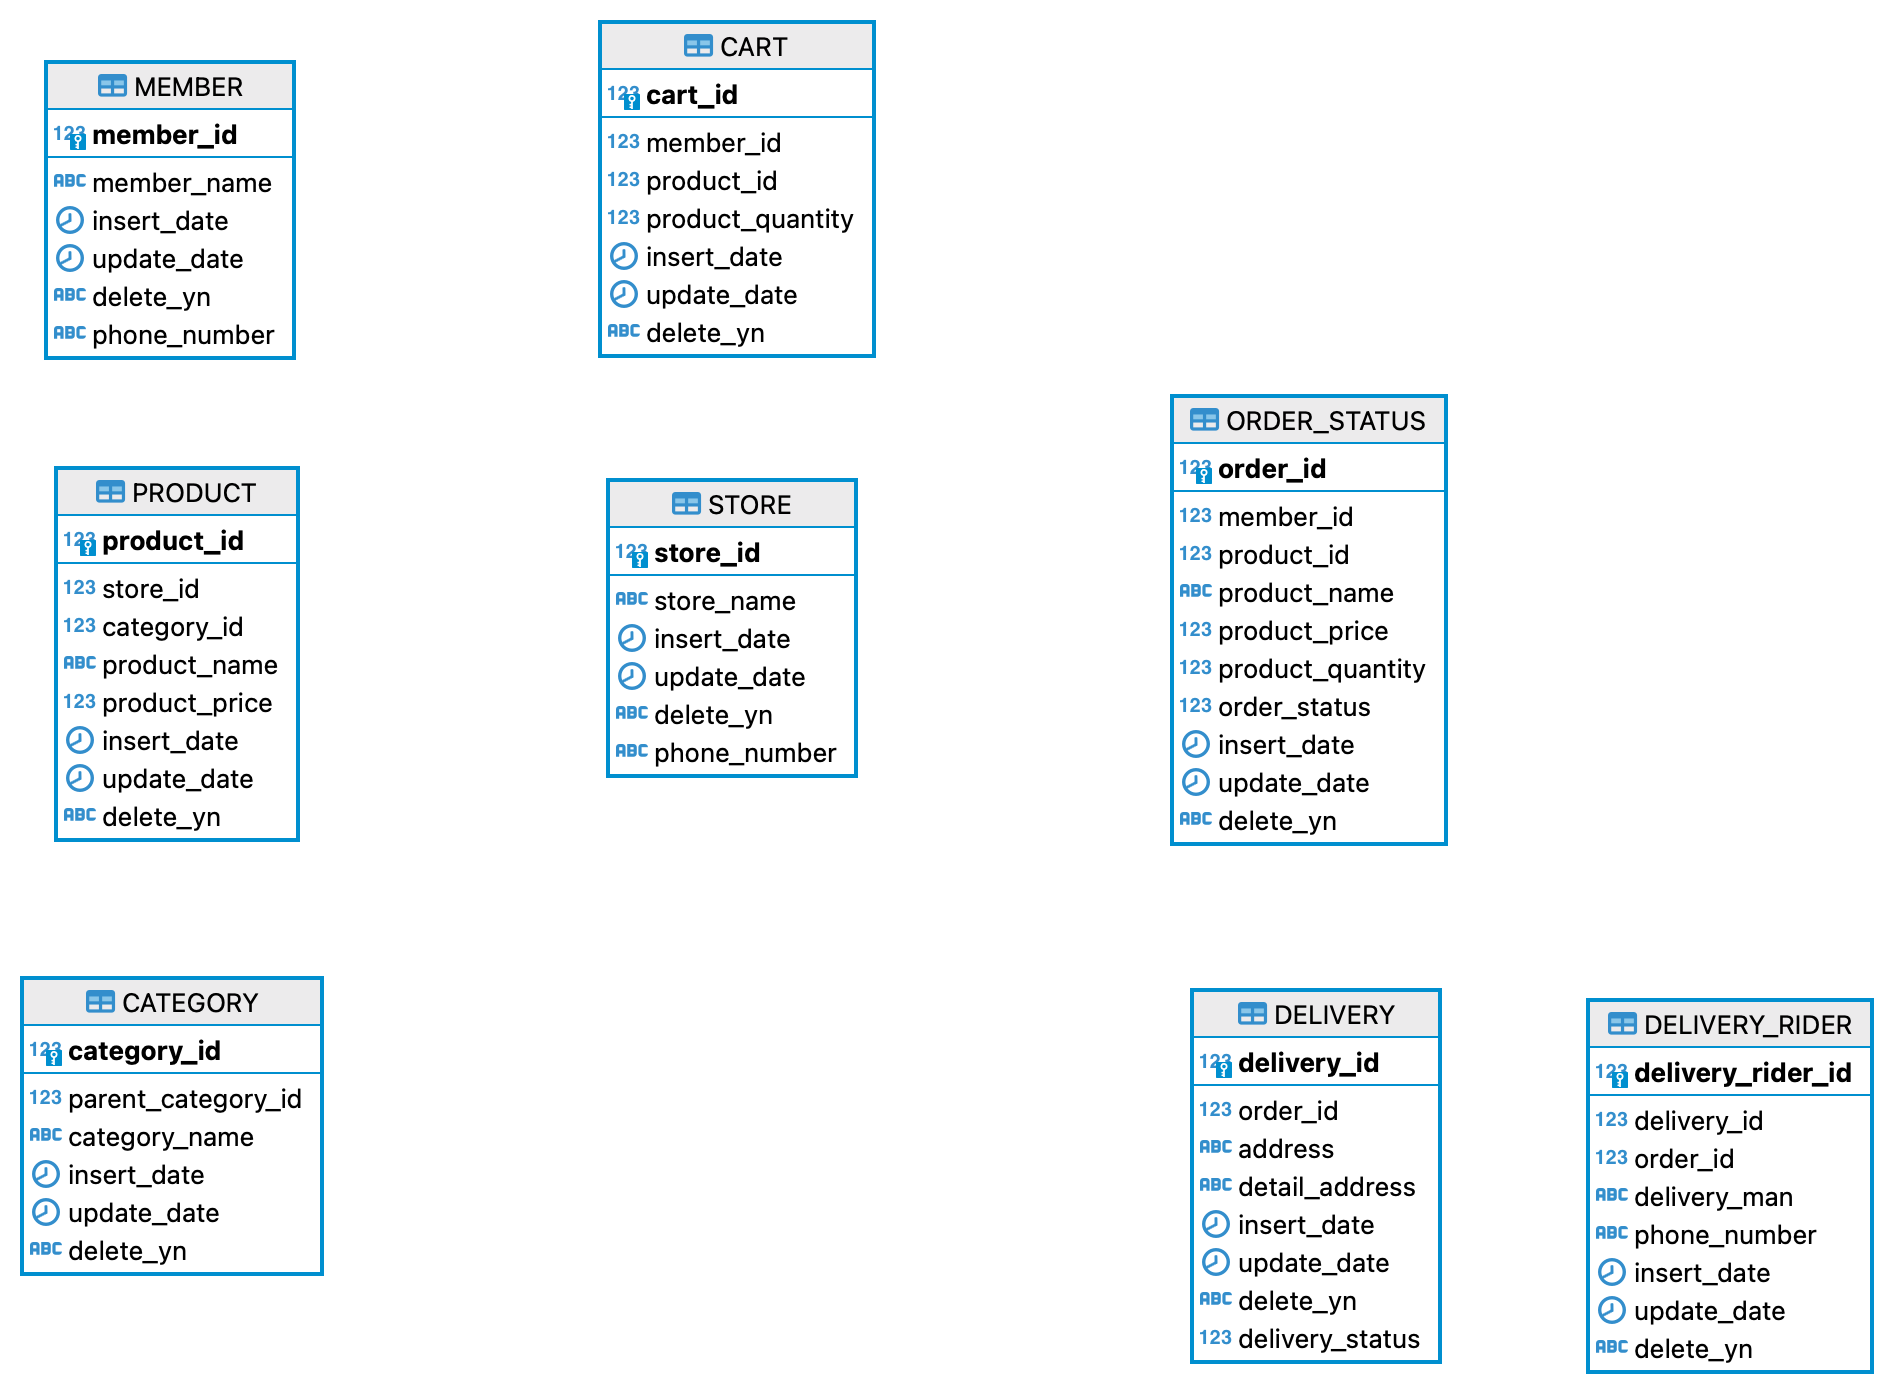 MEMBER
123 member_id
ABC member_name
insert_date
update_date
ABC delete_yn
ABC phone_number
CART
123 cart_id
123 member_id
123 product_id
123 product_quantity
insert_date
update_date
ABC delete_yn
PRODUCT
123 product_id
123 store_id
123 category_id
ABC product_name
123 product_price
insert_date
update_date
ABC delete_yn
STORE
123 store_id
ABC store_name
insert_date
update_date
ABC delete_yn
ABC phone_number
ORDER_STATUS
123 order_id
123 member_id
123 product_id
ABC product_name
123 product_price
123 product_quantity
123 order_status
insert_date
update_date
ABC delete_yn
CATEGORY
123 category_id
123 parent_category_id
ABC category_name
insert_date
update_date
ABC delete_yn
DELIVERY
123 delivery_id
123 order_id
ABC address
ABC detail_address
insert_date
update_date
ABC delete_yn
123 delivery_status
DELIVERY_RIDER
123 delivery_rider_id
123 delivery_id
123 order_id
ABC delivery_man
ABC phone_number
insert_date
update_date
ABC delete_yn